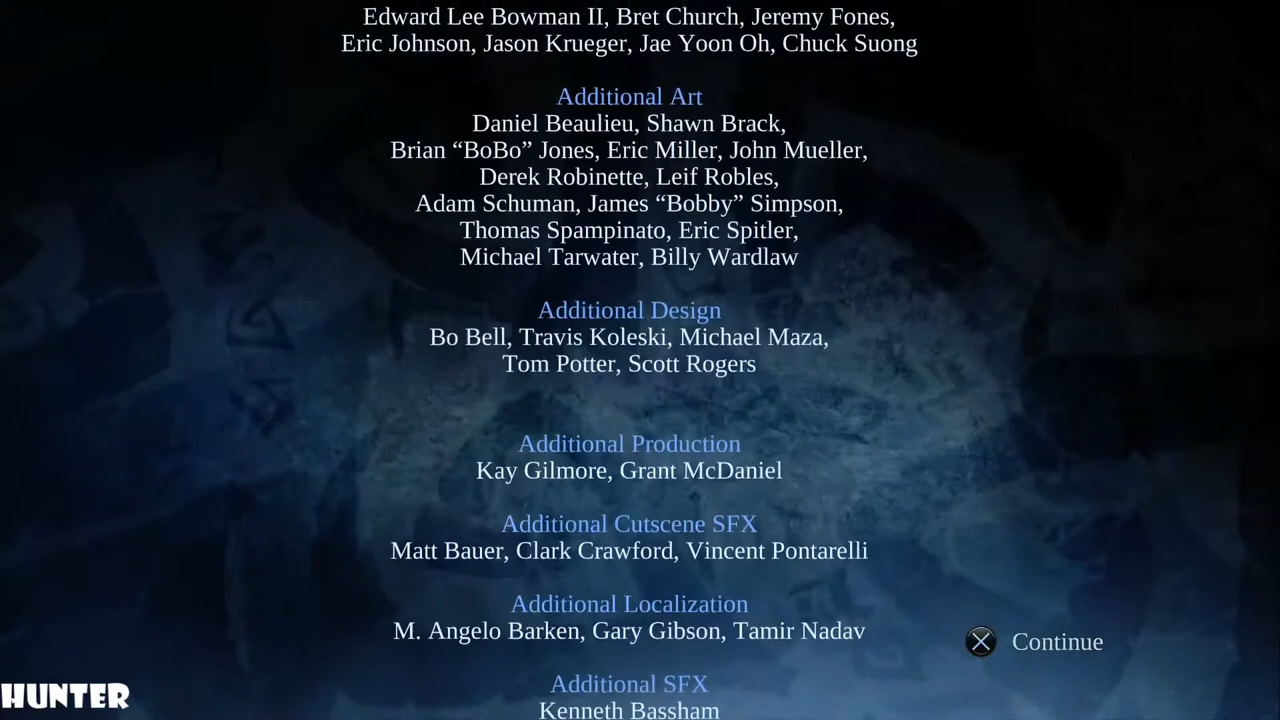 Edward Lee Bowman II, Bret Church, Jeremy Fones,
Eric Johnson, Jason Krueger, Jae Yoon Oh, Chuck Suong
Additional Art
Daniel Beaulieu, Shawn Brack,
Brian “BoBo” Jones, Eric Miller, John Mueller,
Derek Robinette, Leif Robles,
Adam Schuman, James “Bobby” Simpson,
Thomas Spampinato, Eric Spitler,
Michael Tarwater, Billy Wardlaw
Additional Design
Bo Bell, Travis Koleski, Michael Maza,
Tom Potter, Scott Rogers
Additional Production
Kay Gilmore, Grant McDaniel
Additional Cutscene SFX
Matt Bauer, Clark Crawford, Vincent Pontarelli
Additional Localization
M. Angelo Barken, Gary Gibson, Tamir Nadav
Continue
Additional SFX
Kenneth Bassham
HUNTER